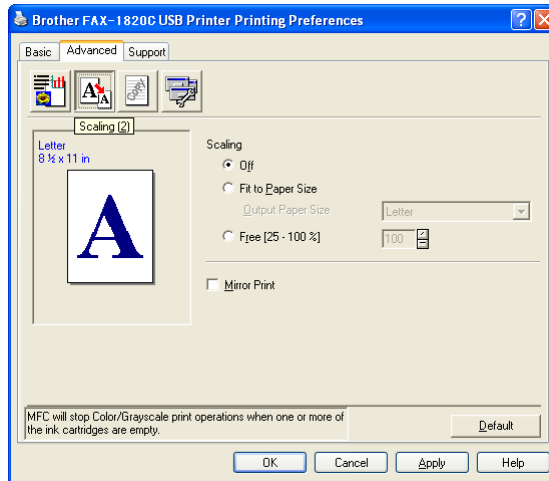 Brother FAX-1820C USB Printer Printing Preferences
Basic Advanced Support
Scaling (2)
Letter
8 ½ x 11 in
A
Scaling
Off
Fit to Paper Size
Output Paper Size Letter
Free [25 - 100 %] 100
Mirror Print
MFC will stop Color/Grayscale print operations when one or more of
the ink cartridges are empty.
Default
OK Cancel Apply Help